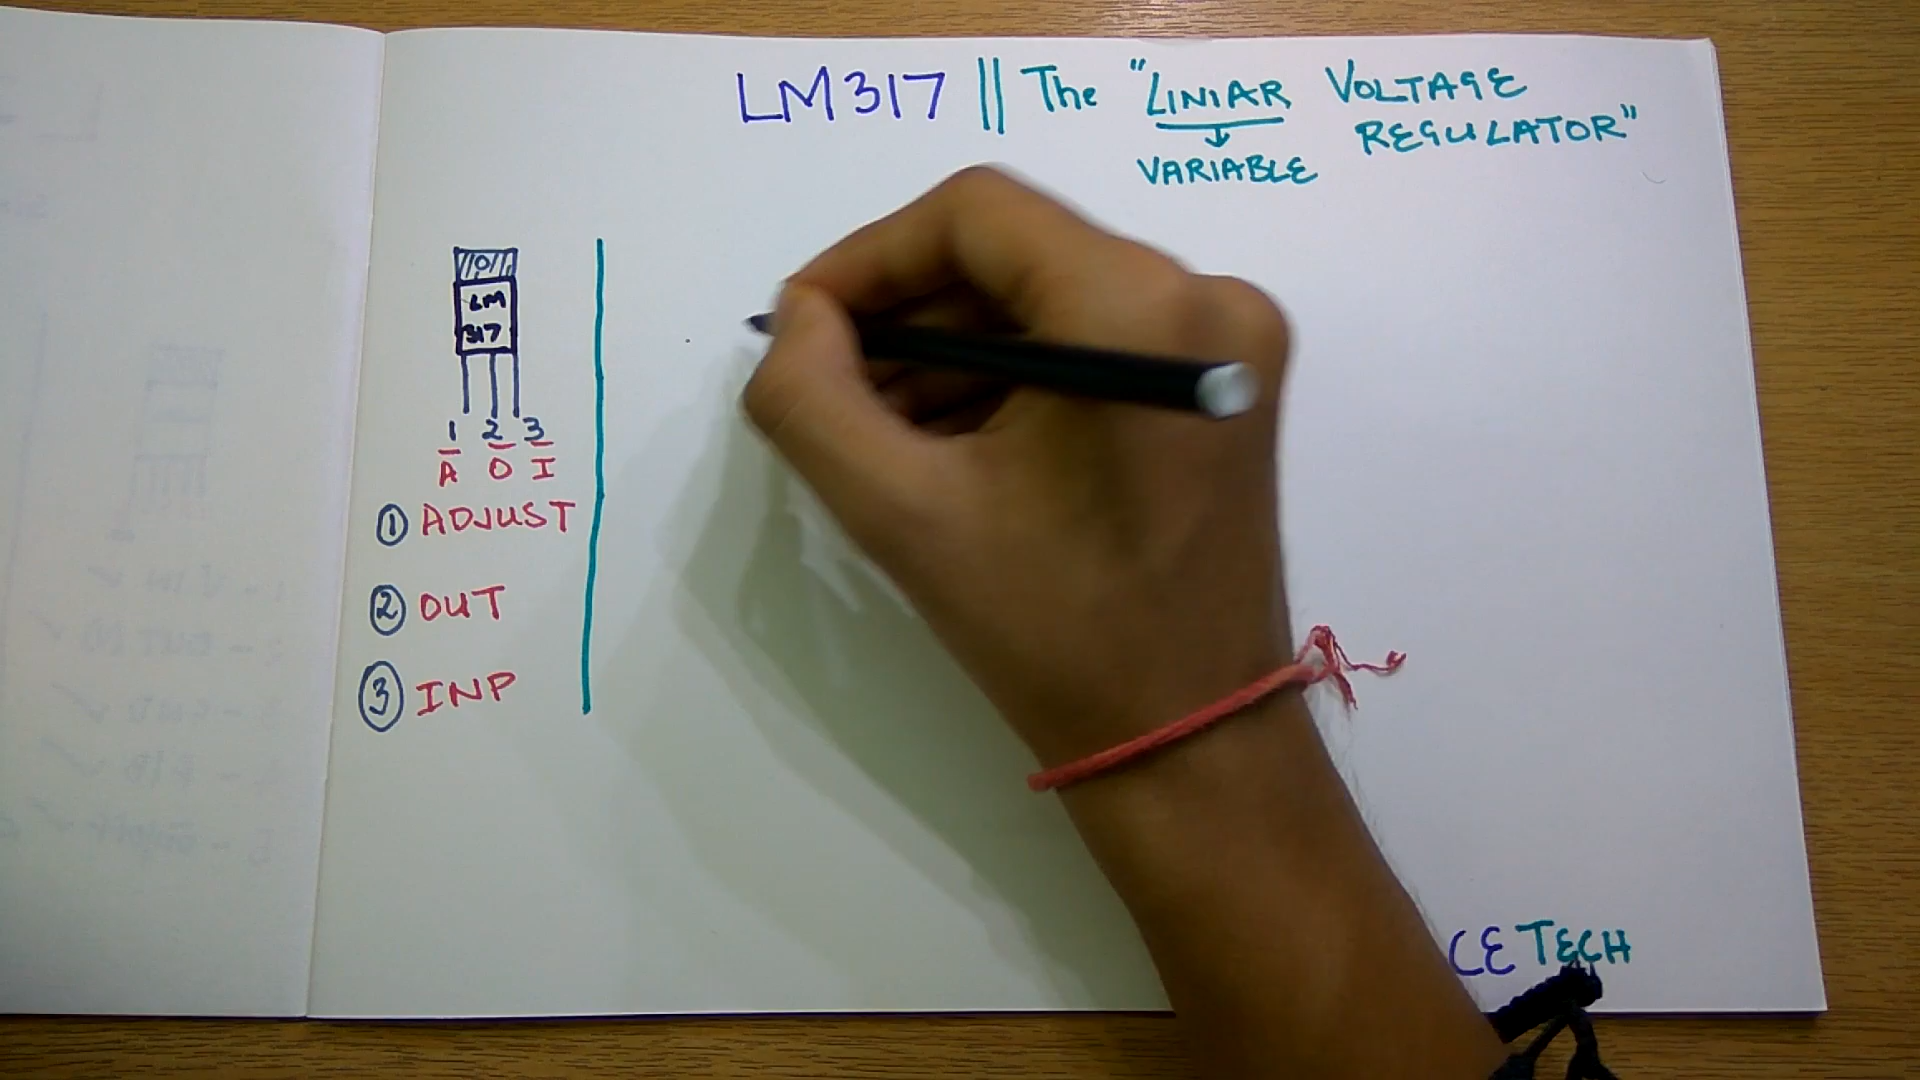 LM317 || The "LINIAR VOLTAGE
REGULATOR"
VARIABLE
LM
317
1 2 3
A O I
① ADJUST
② OUT
③ INP
CETECH